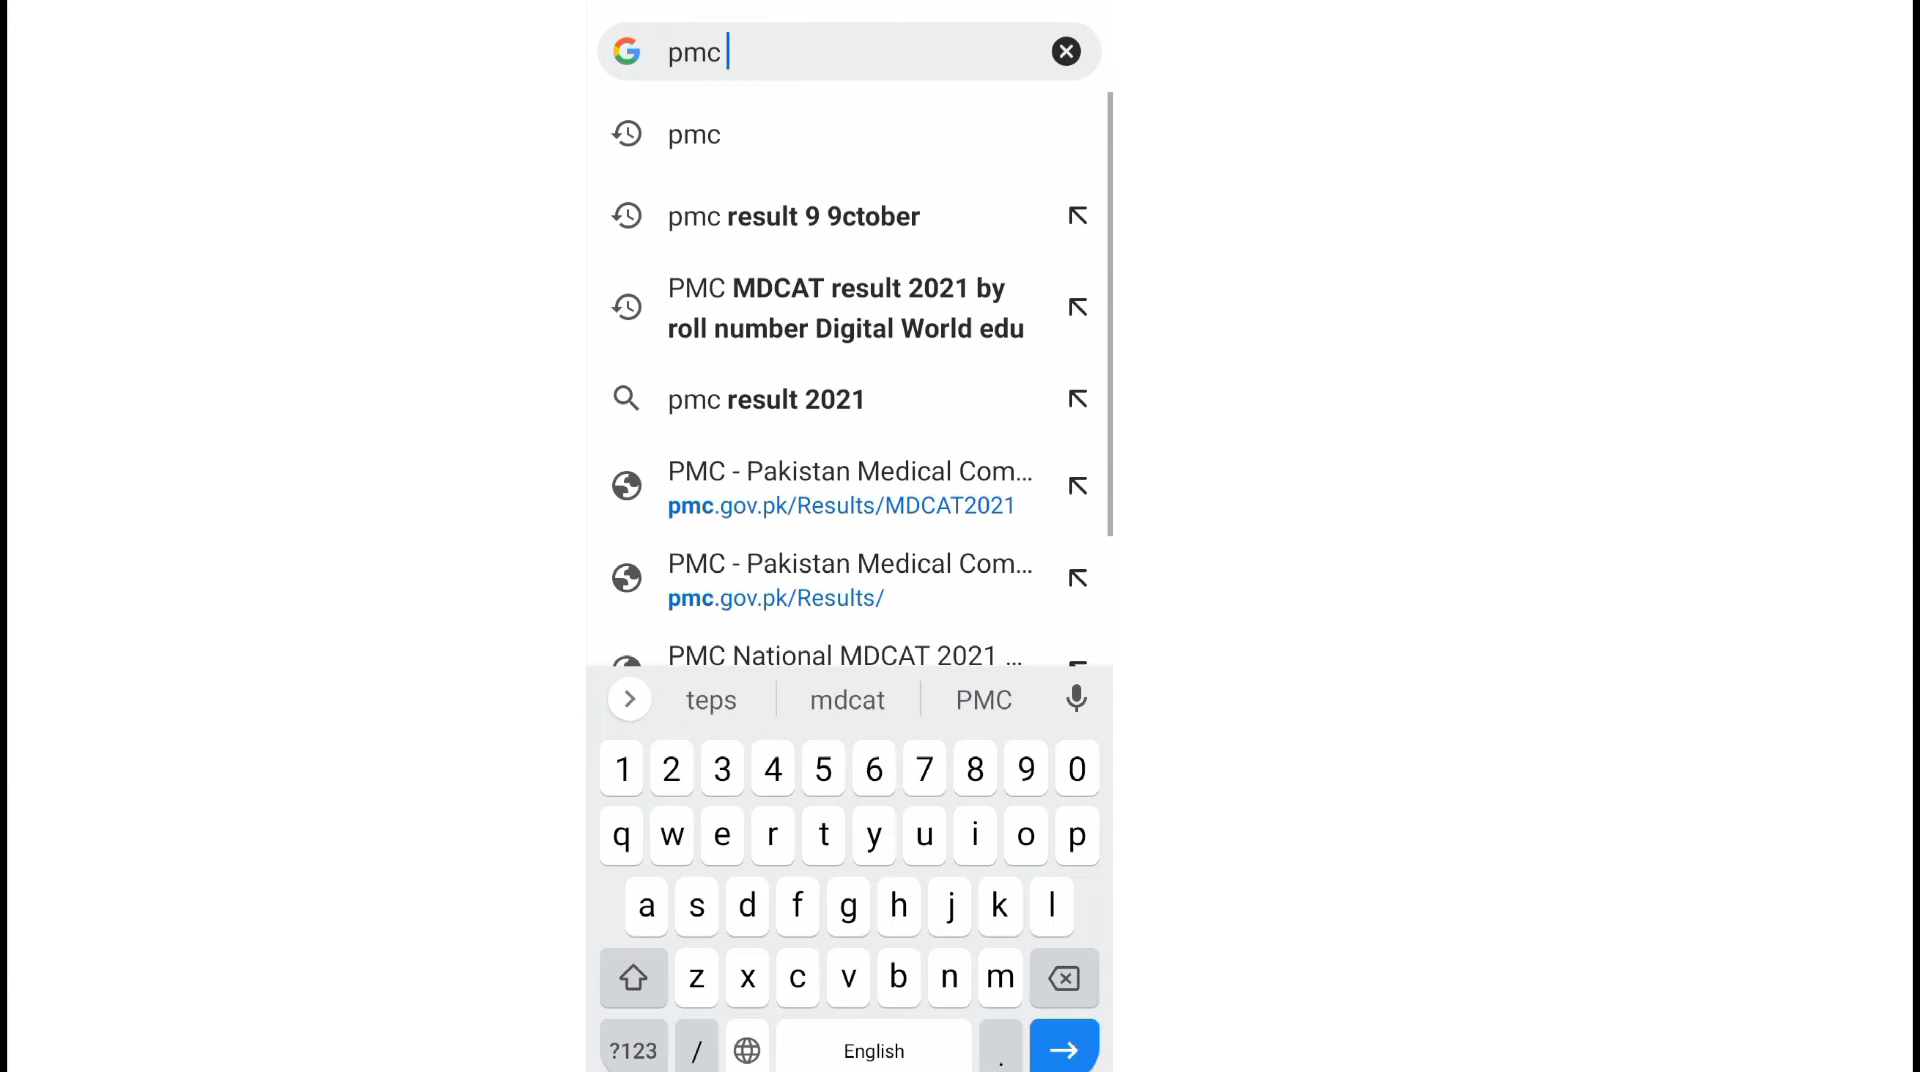 pmc
pmc
pmc result 9 9ctober
PMC MDCAT result 2021 by
roll number Digital World edu
pmc result 2021
PMC - Pakistan Medical Com...
pmc.gov.pk/Results/MDCAT2021
PMC - Pakistan Medical Com...
pmc.gov.pk/Results/
PMC National MDCAT 2021 ...
teps mdcat PMC
1 2 3 4 5 6 7 8 9 0
q w e r t y u i o p
a s d f g h j k l
z x c v b n m
?123 / English .